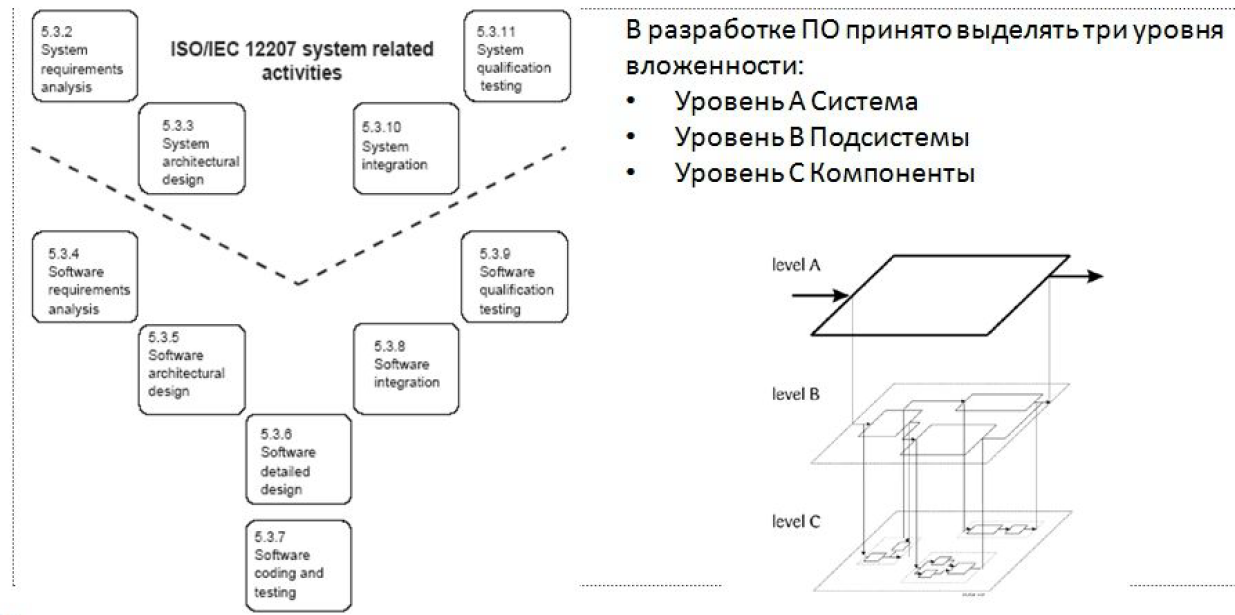 5.3.2
System
requirements
analysis
ISO/IEC 12207 system related
activities
5.3.11
System
qualification
testing
5.3.3
System
architectural
design
5.3.10
System
integration
5.3.4
Software
requirements
analysis
5.3.9
Software
qualification
testing
5.3.5
Software
architectural
design
5.3.8
Software
integration
5.3.6
Software
detailed
design
5.3.7
Software
coding and
testing
В разработке ПО принято выделять три уровня
вложенности:
• Уровень А Система
• Уровень В Подсистемы
• Уровень С Компоненты
level A
level B
level C